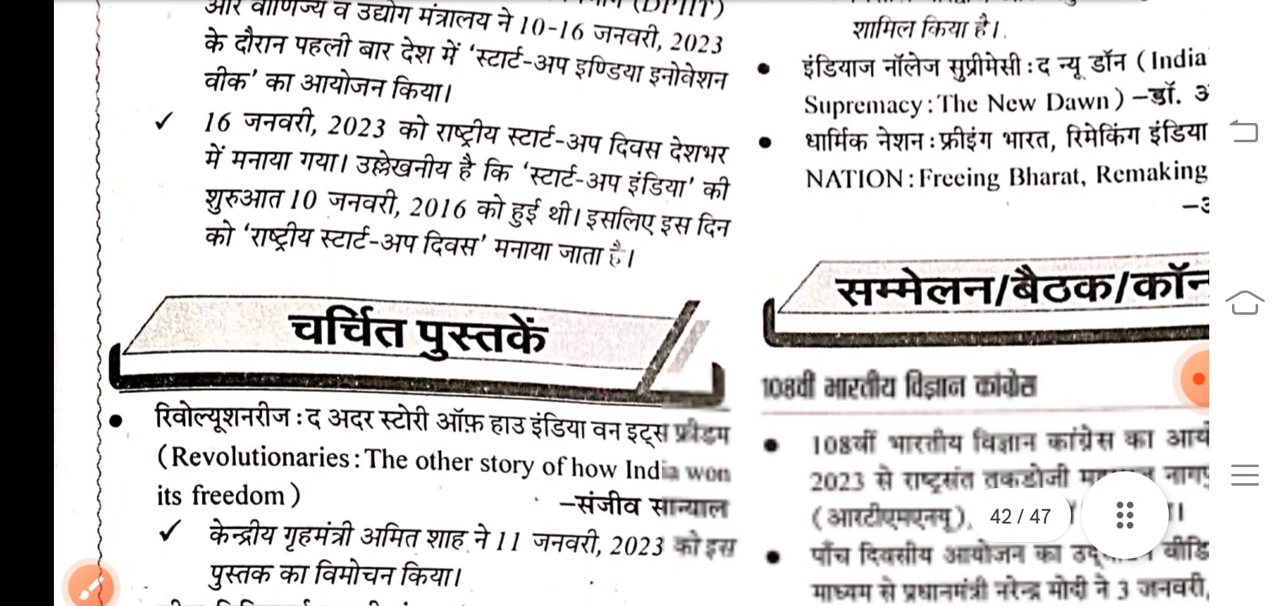 और वाणिज्य व उद्योग मंत्रालय ने 10-16 जनवरी, 2023
के दौरान पहली बार देश में ‘स्टार्ट-अप इण्डिया इनोवेशन
वीक’ का आयोजन किया।
✓ 16 जनवरी, 2023 को राष्ट्रीय स्टार्ट-अप दिवस देशभर
में मनाया गया। उल्लेखनीय है कि ‘स्टार्ट-अप इंडिया’ की
शुरुआत 10 जनवरी, 2016 को हुई थी। इसलिए इस दिन
को ‘राष्ट्रीय स्टार्ट-अप दिवस’ मनाया जाता है।
चर्चित पुस्तकें
• रिवोल्यूशनरीज : द अदर स्टोरी ऑफ़ हाउ इंडिया वन इट्स फ्रीडम
(Revolutionaries : The other story of how India won
its freedom) –संजीव सान्याल
✓ केन्द्रीय गृहमंत्री अमित शाह ने 11 जनवरी, 2023 को इस
पुस्तक का विमोचन किया।
शामिल किया है।
• इंडियाज नॉलेज सुप्रीमेसी : द न्यू डॉन (India
Supremacy : The New Dawn) –डॉ.
• धार्मिक नेशन : फ्रीइंग भारत, रिमेकिंग इंडिया
NATION : Freeing Bharat, Remaking
सम्मेलन/बैठक/कॉन
108वीं भारतीय विज्ञान कांग्रेस
• 108वीं भारतीय विज्ञान कांग्रेस का
2023 से राष्ट्रसंत तकडोजी
(आरटीएमएनयू)
• पाँच दिवसीय आयोजन का
माध्यम से प्रधानमंत्री नरेन्द्र मोदी ने 3 जनवरी,
42 / 47